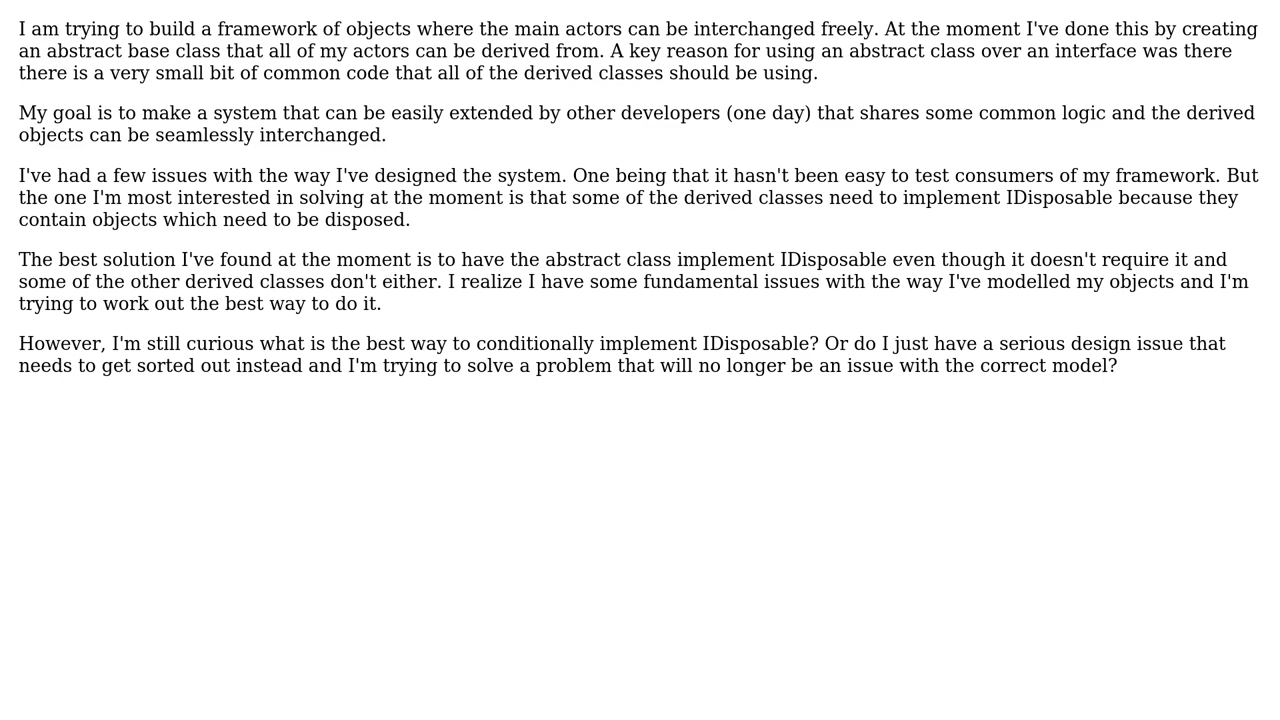 I am trying to build a framework of objects where the main actors can be interchanged freely. At the moment I've done this by creating
an abstract base class that all of my actors can be derived from. A key reason for using an abstract class over an interface was there
there is a very small bit of common code that all of the derived classes should be using.
My goal is to make a system that can be easily extended by other developers (one day) that shares some common logic and the derived
objects can be seamlessly interchanged.
I've had a few issues with the way I've designed the system. One being that it hasn't been easy to test consumers of my framework. But
the one I'm most interested in solving at the moment is that some of the derived classes need to implement IDisposable because they
contain objects which need to be disposed.
The best solution I've found at the moment is to have the abstract class implement IDisposable even though it doesn't require it and
some of the other derived classes don't either. I realize I have some fundamental issues with the way I've modelled my objects and I'm
trying to work out the best way to do it.
However, I'm still curious what is the best way to conditionally implement IDisposable? Or do I just have a serious design issue that
needs to get sorted out instead and I'm trying to solve a problem that will no longer be an issue with the correct model?